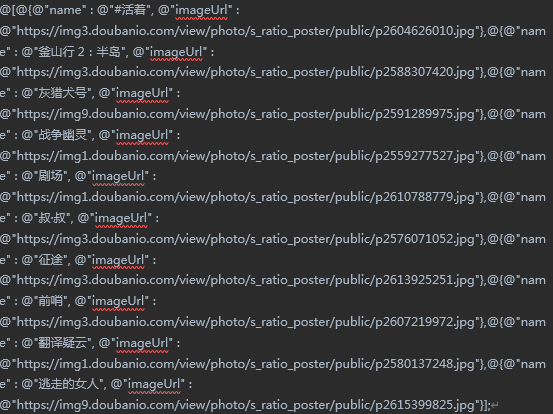 @[@{@"name" : @"#活着", @"imageUrl" :
@"https://img3.doubanio.com/view/photo/s_ratio_poster/public/p2604626010.jpg"},@{@"nam
e" : @"釜山行 2：半岛", @"imageUrl" :
@"https://img3.doubanio.com/view/photo/s_ratio_poster/public/p2588307420.jpg"},@{@"nam
e" : @"灰猎犬号", @"imageUrl" :
@"https://img9.doubanio.com/view/photo/s_ratio_poster/public/p2591289975.jpg"},@{@"nam
e" : @"战争幽灵", @"imageUrl" :
@"https://img1.doubanio.com/view/photo/s_ratio_poster/public/p2559277527.jpg"},@{@"nam
e" : @"剧场", @"imageUrl" :
@"https://img1.doubanio.com/view/photo/s_ratio_poster/public/p2610788779.jpg"},@{@"nam
e" : @"叔·叔", @"imageUrl" :
@"https://img3.doubanio.com/view/photo/s_ratio_poster/public/p2576071052.jpg"},@{@"nam
e" : @"征途", @"imageUrl" :
@"https://img3.doubanio.com/view/photo/s_ratio_poster/public/p2613925251.jpg"},@{@"nam
e" : @"前哨", @"imageUrl" :
@"https://img3.doubanio.com/view/photo/s_ratio_poster/public/p2607219972.jpg"},@{@"nam
e" : @"翻译疑云", @"imageUrl" :
@"https://img1.doubanio.com/view/photo/s_ratio_poster/public/p2580137248.jpg"},@{@"nam
e" : @"逃走的女人", @"imageUrl" :
@"https://img9.doubanio.com/view/photo/s_ratio_poster/public/p2615399825.jpg"}];↵